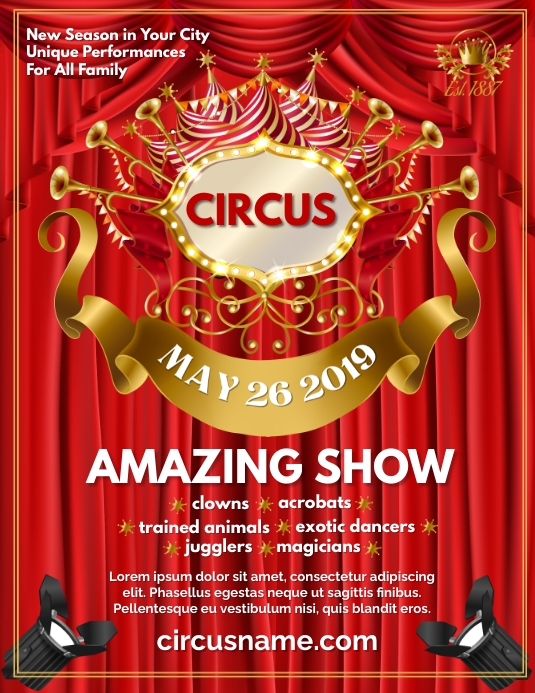 New Season in Your City
Unique Performances
For All Family
Est. 1887
CIRCUS
MAY 26 2019
AMAZING SHOW
clowns acrobats
trained animals exotic dancers
jugglers magicians
Lorem ipsum dolor sit amet, consectetur adipiscing
elit. Phasellus egestas neque ut sagittis finibus.
Pellentesque eu vestibulum nisi, quis blandit eros.
circusname.com